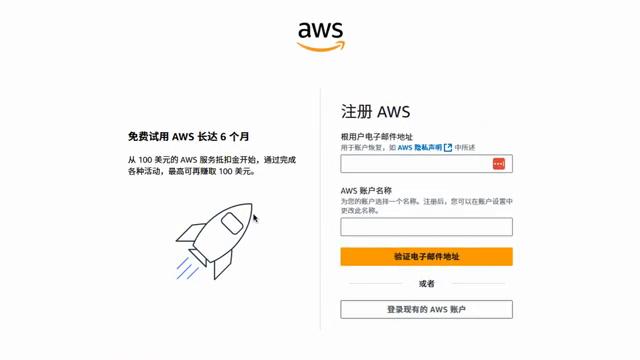 aws
免费试用 AWS 长达 6 个月
从 100 美元的 AWS 服务抵扣金开始，通过完成
各种活动，最高可再赚取 100 美元。
注册 AWS
根用户电子邮件地址
用于账户恢复，如 AWS 隐私声明 中所述
AWS 账户名称
为您的账户选择一个名称。注册后，您可以在账户设置中
更改此名称。
验证电子邮件地址
或者
登录现有的 AWS 账户